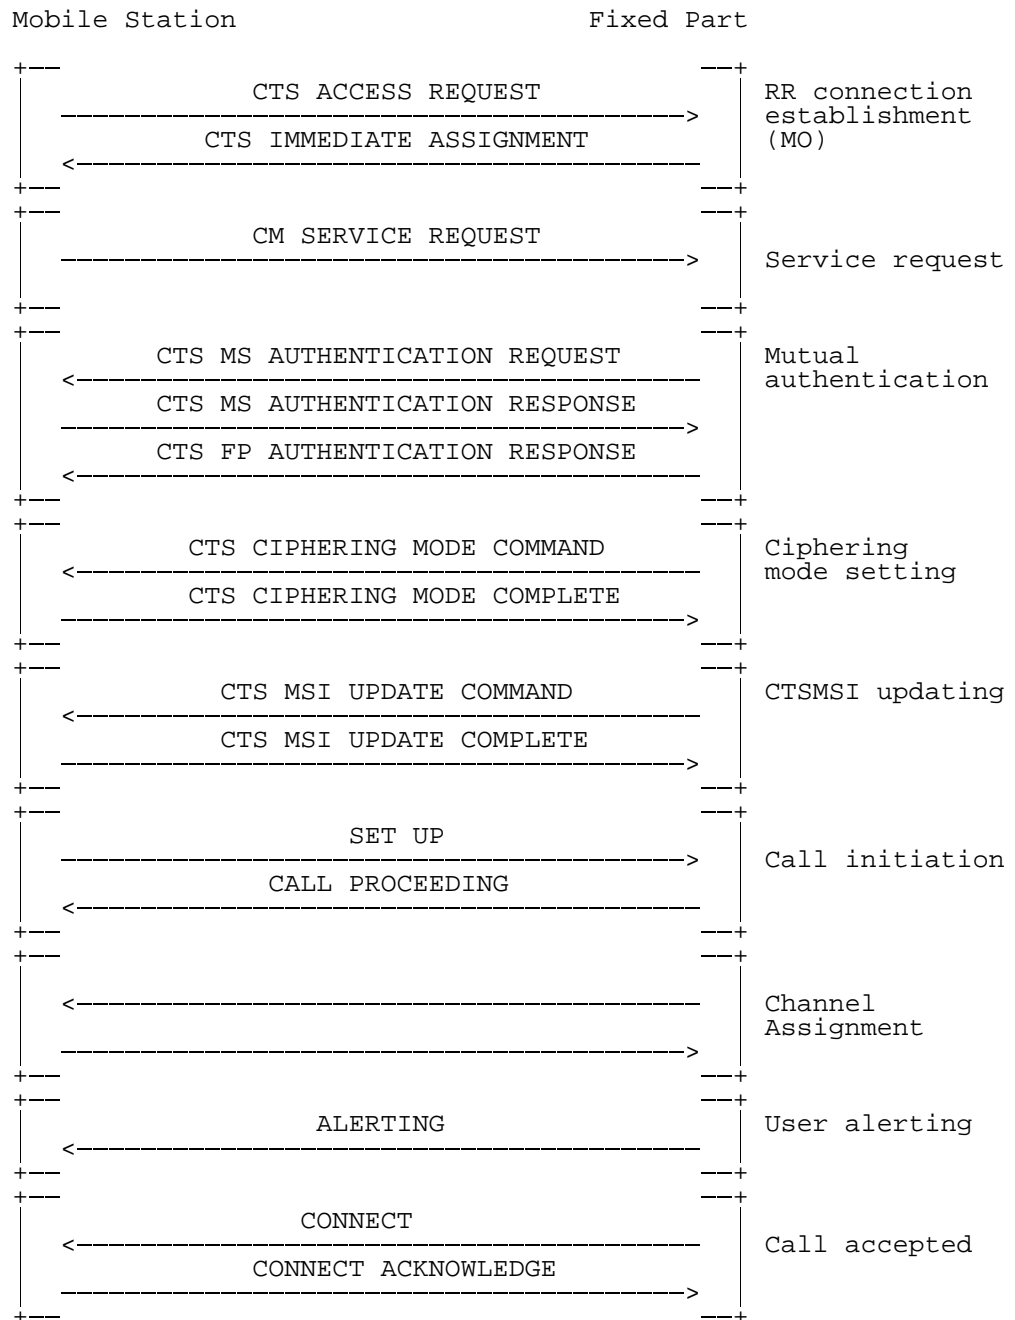 Mobile Station Fixed Part
CTS ACCESS REQUEST RR connection
establishment
CTS IMMEDIATE ASSIGNMENT (MO)
CM SERVICE REQUEST
Service request
CTS MS AUTHENTICATION REQUEST Mutual
authentication
CTS MS AUTHENTICATION RESPONSE
CTS FP AUTHENTICATION RESPONSE
CTS CIPHERING MODE COMMAND Ciphering
mode setting
CTS CIPHERING MODE COMPLETE
CTS MSI UPDATE COMMAND CTSMSI updating
CTS MSI UPDATE COMPLETE
SET UP
Call initiation
CALL PROCEEDING
Channel
Assignment
ALERTING User alerting
CONNECT
Call accepted
CONNECT ACKNOWLEDGE